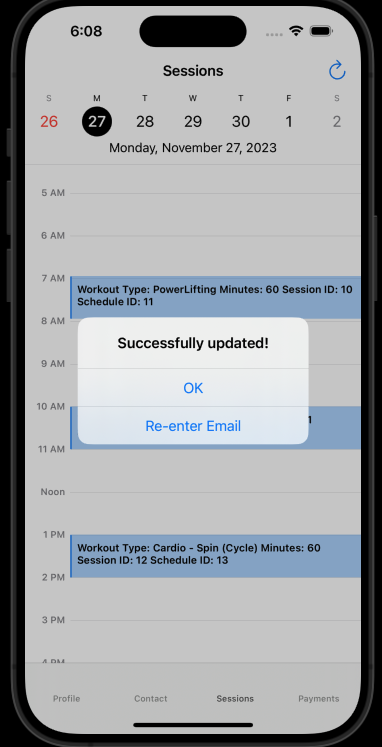 6:08
Sessions
S M T W T F S
26 27 28 29 30 1 2
Monday, November 27, 2023
5 AM
6 AM
7 AM
Workout Type: PowerLifting Minutes: 60 Session ID: 10
Schedule ID: 11
8 AM
Successfully updated!
9 AM
OK
10 AM
1
Re-enter Email
11 AM
Noon
1 PM
Workout Type: Cardio - Spin (Cycle) Minutes: 60
Session ID: 12 Schedule ID: 13
2 PM
3 PM
4 PM
Profile Contact Sessions Payments